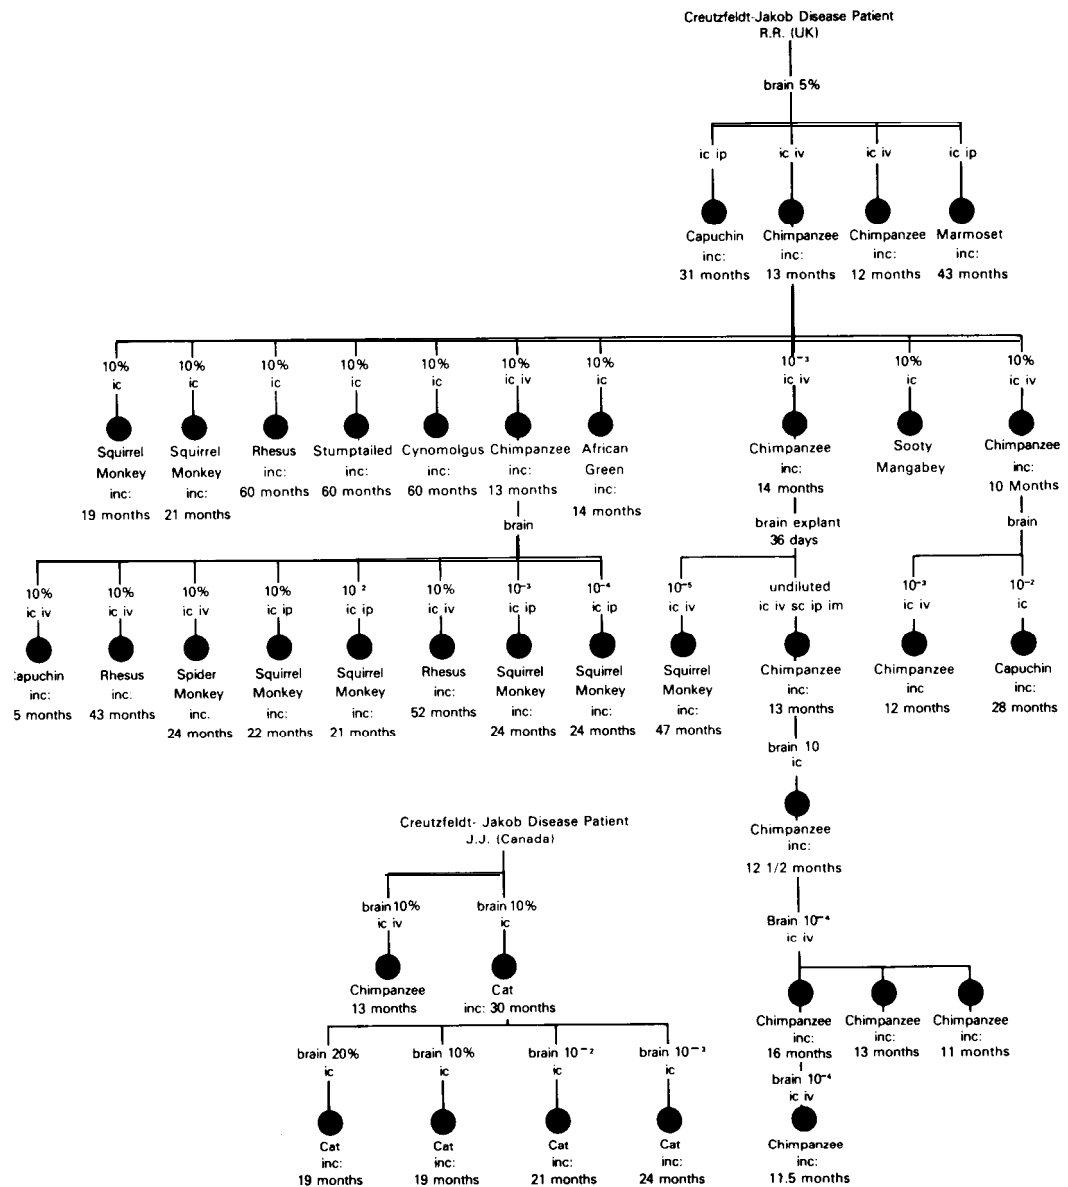 Creutzfeldt-Jakob Disease Patient
R.R. (UK)
brain 5%
ic ip ic iv ic iv ic ip
Capuchin Chimpanzee Chimpanzee Marmoset
inc: inc: inc: inc:
31 months 13 months 12 months 43 months
10% 10% 10% 10% 10% 10% 10% 10⁻³ 10% 10%
ic ic ic ic ic ic iv ic ic iv ic ic iv
Squirrel Squirrel Rhesus Stumptailed Cynomolgus Chimpanzee African Chimpanzee Sooty Chimpanzee
Monkey Monkey inc: inc: inc: inc: Green inc: Mangabey inc:
inc: inc: 60 months 60 months 60 months 13 months inc: 14 months 10 Months
19 months 21 months 14 months
brain brain explant brain
36 days
10% 10% 10% 10% 10% 10⁻³ 10⁻⁴ 10⁻⁵ undiluted 10⁻³ 10⁻²
ic iv ic iv ic iv ic ip ic ip ic iv ic ip ic ip ic iv ic iv sc ip im ic iv ic
Rhesus Spider Squirrel Squirrel Rhesus Squirrel Squirrel Squirrel Chimpanzee Chimpanzee Capuchin
inc: inc: Monkey Monkey Monkey inc: Monkey Monkey Monkey inc: inc inc:
43 months inc. inc: inc: 52 months inc: inc: inc: 13 months 12 months 28 months
24 months 22 months 21 months 24 months 24 months 47 months
brain 10
ic
Chimpanzee
inc:
12 1/2 months
Brain 10⁻⁴
ic iv
Chimpanzee Chimpanzee Chimpanzee
inc: inc: inc:
16 months 13 months 11 months
brain 10⁻⁴
ic iv
Chimpanzee
inc:
11.5 months
Creutzfeldt- Jakob Disease Patient
J.J. (Canada)
brain 10% brain 10%
ic iv ic
Chimpanzee Cat
13 months inc: 30 months
brain 20% brain 10% brain 10⁻² brain 10⁻³
ic ic ic ic
Cat Cat Cat Cat
inc: inc: inc: inc:
19 months 19 months 21 months 24 months